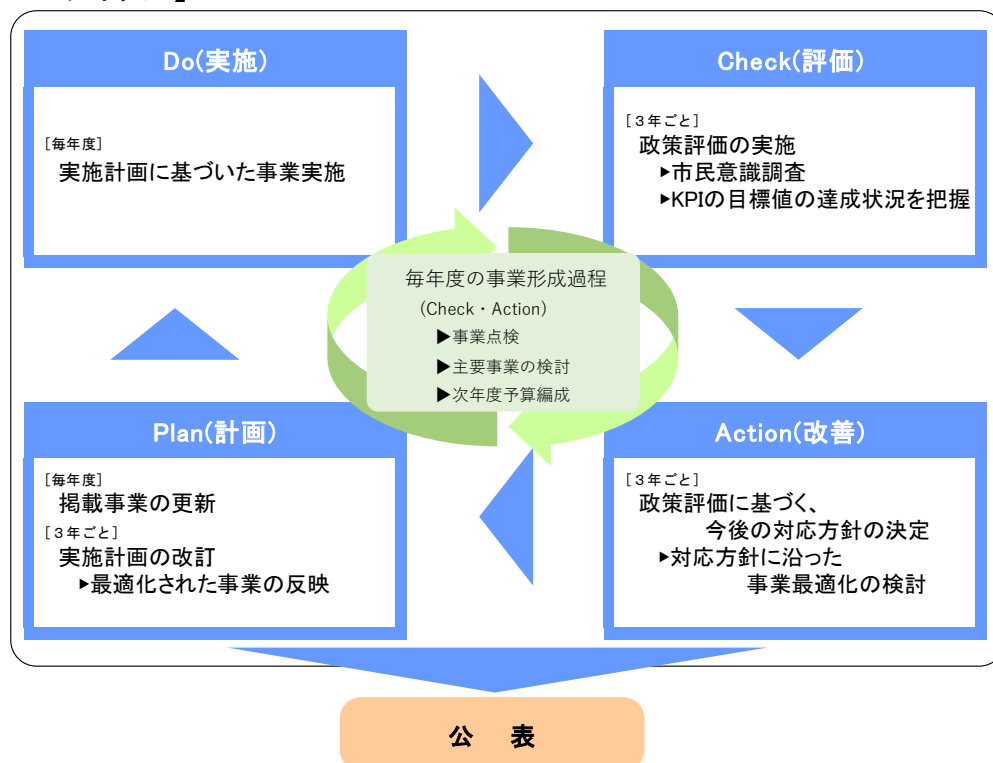 Do(実施)
[毎年度]
実施計画に基づいた事業実施
Check(評価)
[３年ごと]
政策評価の実施
▶市民意識調査
▶KPIの目標値の達成状況を把握
毎年度の事業形成過程
(Check・Action)
▶事業点検
▶主要事業の検討
▶次年度予算編成
Plan(計画)
[毎年度]
掲載事業の更新
[３年ごと]
実施計画の改訂
▶最適化された事業の反映
Action(改善)
[３年ごと]
政策評価に基づく、
今後の対応方針の決定
▶対応方針に沿った
事業最適化の検討
公　表